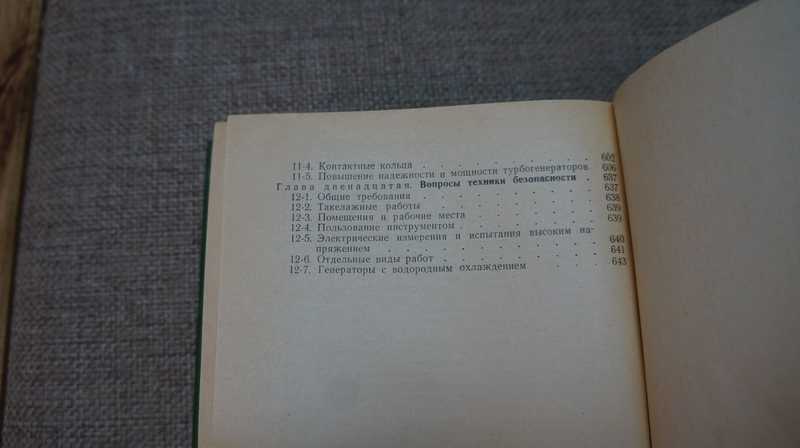 11-4. Контактные кольца . . . . . . . . . 602
11-5. Повышение надежности и мощности турбогенераторов 606
Глава двенадцатая. Вопросы техники безопасности . 637
12-1. Общие требования . . . . . . . . . 637
12-2. Такелажные работы . . . . . . . . . 638
12-3. Помещения и рабочие места . . . . . . . 639
12-4. Пользование инструментом . . . . . . . 639
12-5. Электрические измерения и испытания высоким на-
пряжением . . . . . . . . . . . 640
12-6. Отдельные виды работ . . . . . . . . 641
12-7. Генераторы с водородным охлаждением . . . 643